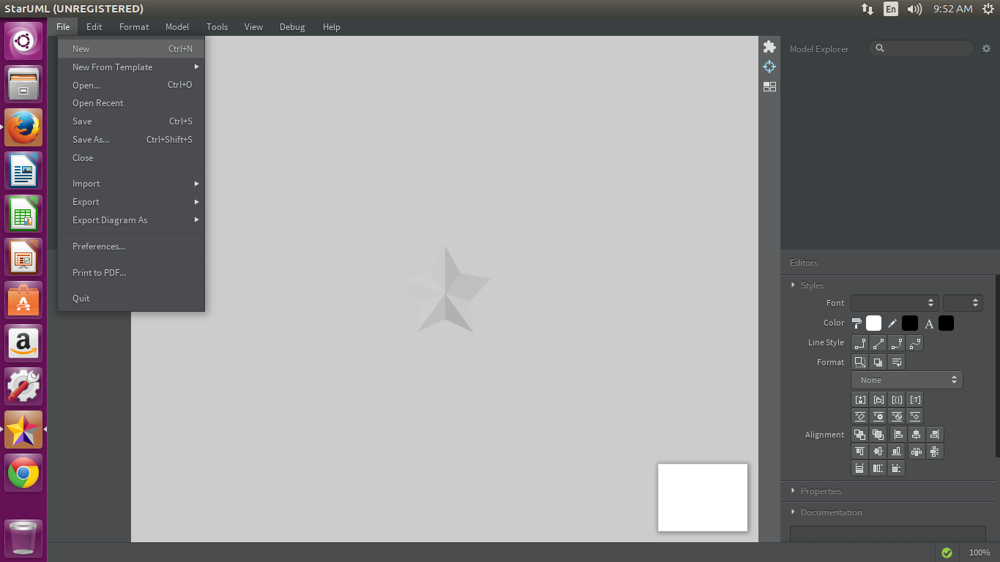 StarUML (UNREGISTERED)
En
9:52 AM
File Edit Format Model Tools View Debug Help
New Ctrl+N
New From Template
Open... Ctrl+O
Open Recent
Save Ctrl+S
Save As... Ctrl+Shift+S
Close
Import
Export
Export Diagram As
Preferences...
Print to PDF...
Quit
Model Explorer
Editors
Styles
Font
Color A
Line Style
Format
None
Alignment
Properties
Documentation
100%